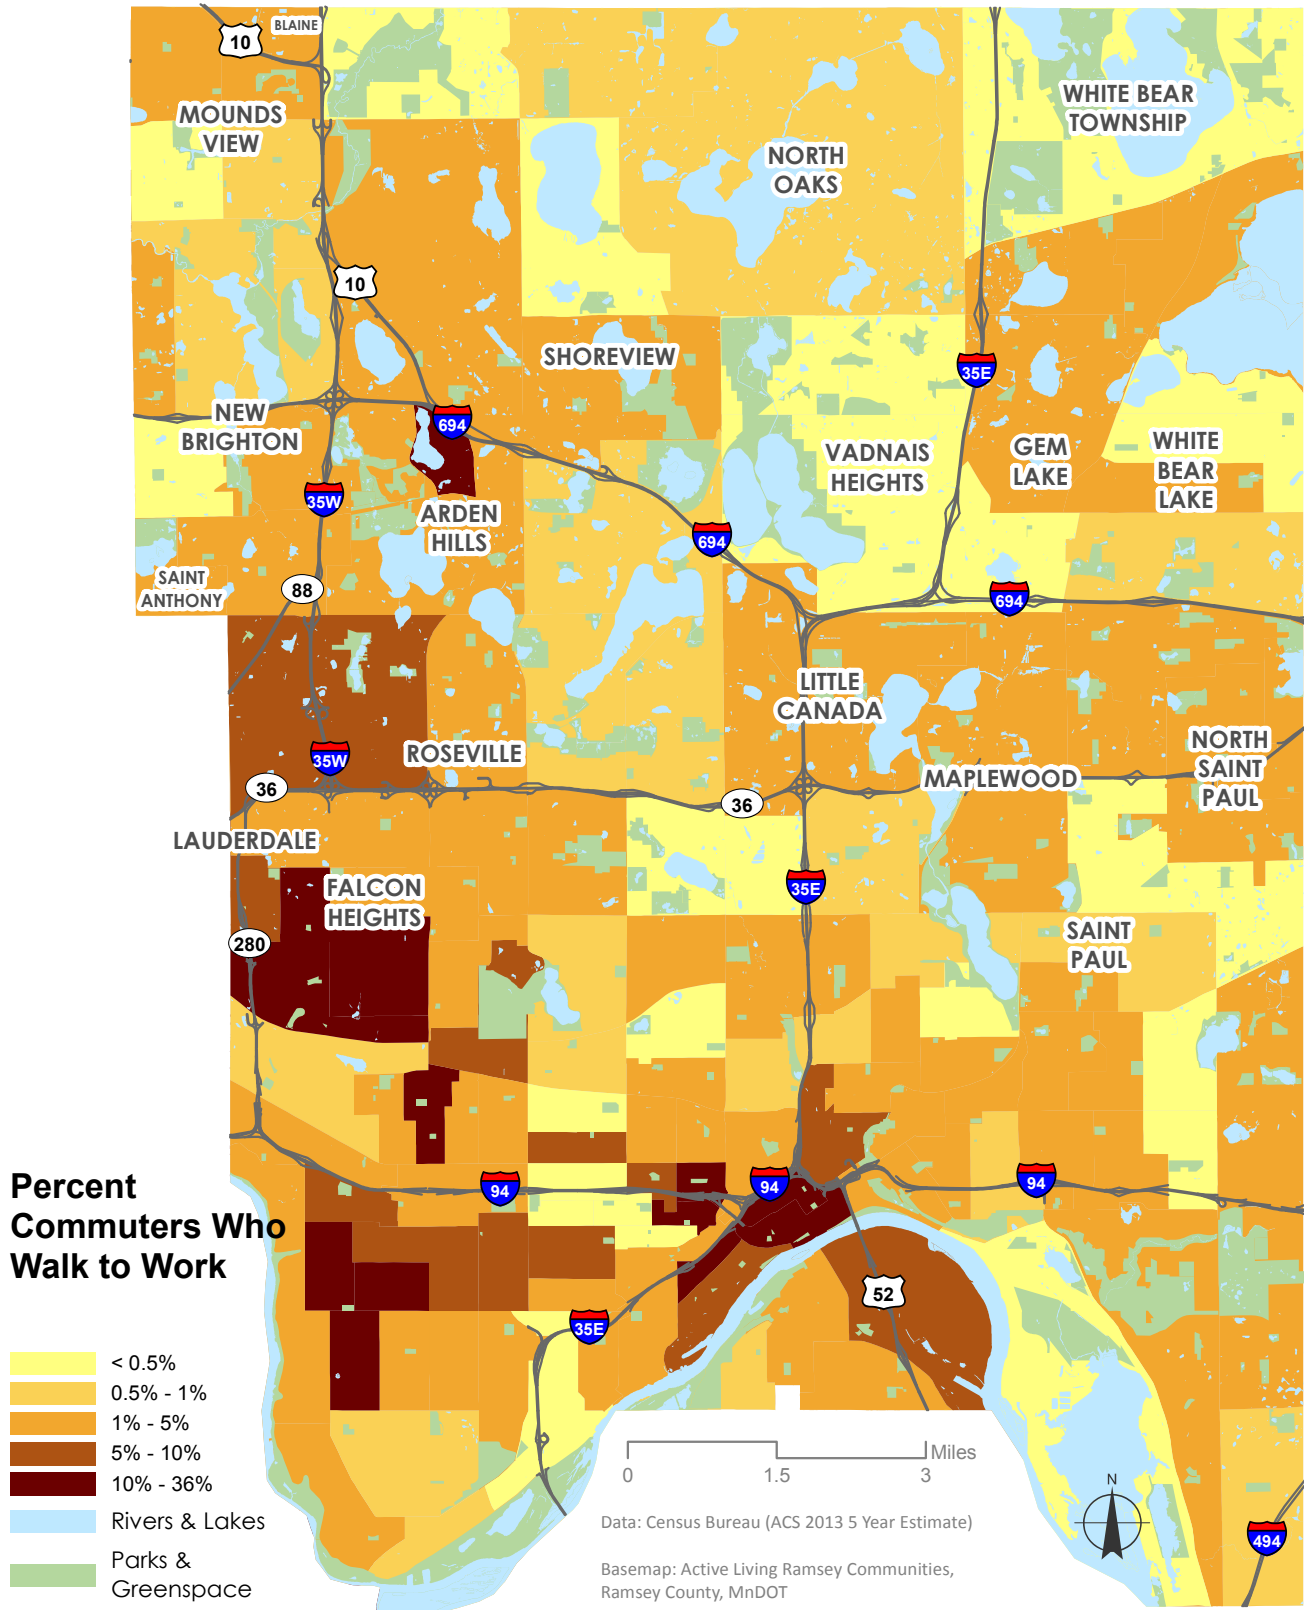 BLAINE
10
MOUNDS
VIEW
WHITE BEAR
TOWNSHIP
NORTH
OAKS
10
SHOREVIEW
35E
NEW
BRIGHTON
694
VADNAIS
HEIGHTS
GEM
LAKE
WHITE
BEAR
LAKE
35W
ARDEN
HILLS
694
SAINT
ANTHONY
88
694
LITTLE
CANADA
35W
ROSEVILLE
NORTH
SAINT
PAUL
36
36
MAPLEWOOD
LAUDERDALE
FALCON
HEIGHTS
35E
280
SAINT
PAUL
94
94
94
Percent
Commuters Who
Walk to Work
52
35E
< 0.5%
0.5% - 1%
1% - 5%
5% - 10%
10% - 36%
Rivers & Lakes
Parks &
Greenspace
Miles
0 1.5 3
N
Data: Census Bureau (ACS 2013 5 Year Estimate)
494
Basemap: Active Living Ramsey Communities,
Ramsey County, MnDOT